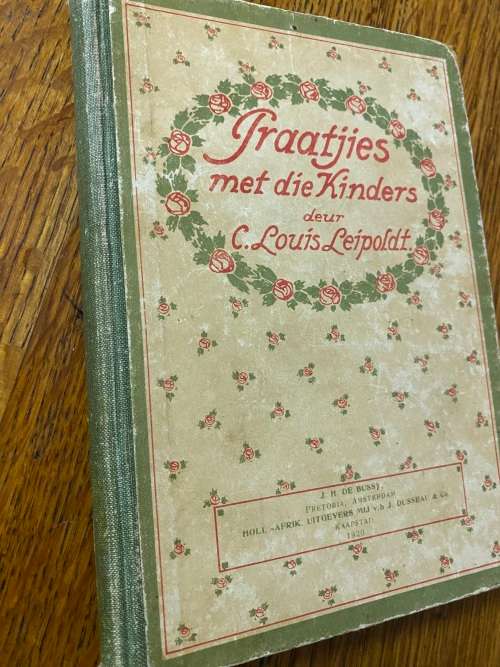 Praatjies
met die Kinders
deur
C. Louis Leipoldt.
J. H. DE BUSSY,
PRETORIA, AMSTERDAM
HOLL.-AFRIK. UITGEVERS MIJ v.h J. DUSSEAU & Co
KAAPSTAD
1920